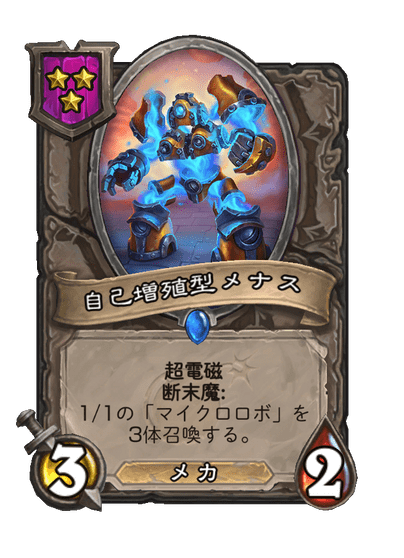 自己増殖型メナス
超電磁
断末魔:
1/1の「マイクロロボ」を
3体召喚する。
3
メカ
2